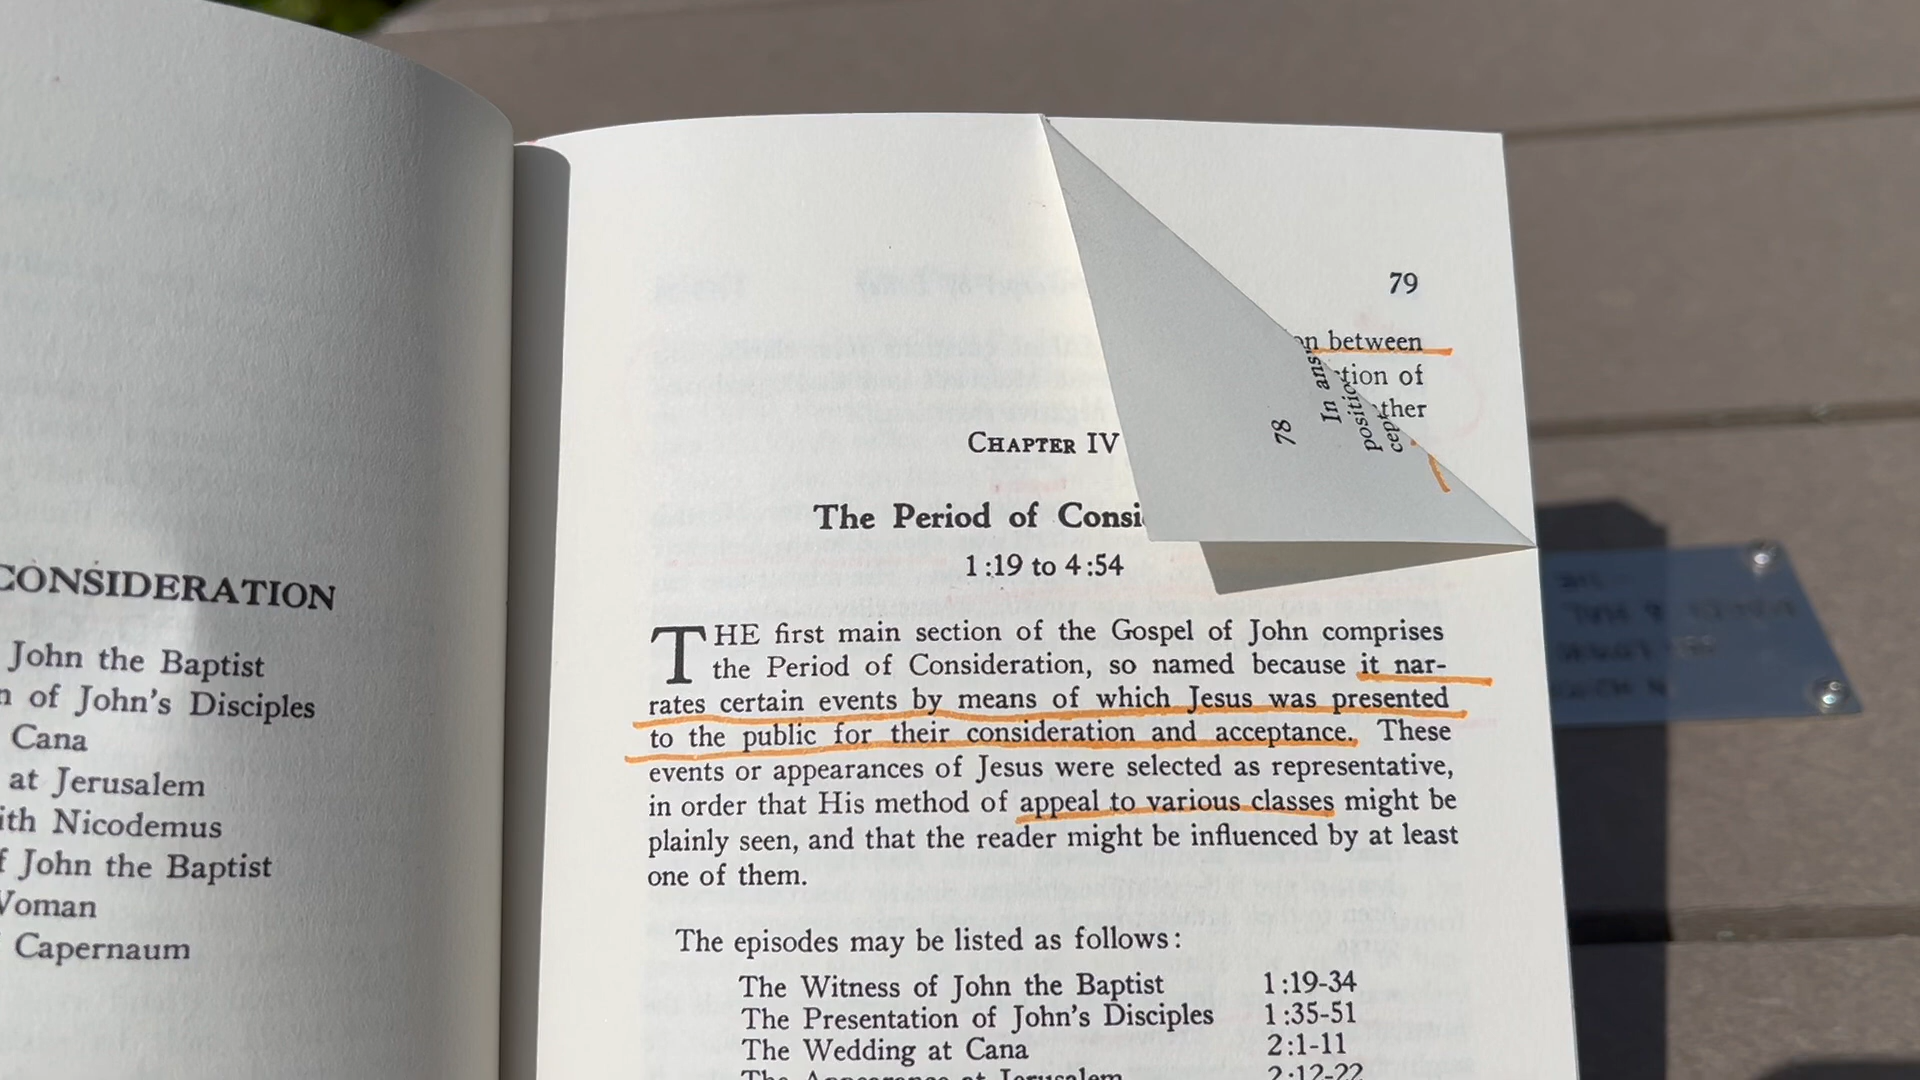 CONSIDERATION
John the Baptist
of John's Disciples
Cana
at Jerusalem
Nicodemus
John the Baptist
Capernaum
79
between
of
78
In
CHAPTER IV
The Period of
1:19 to 4:54
THE first main section of the Gospel of John comprises
the Period of Consideration, so named because it nar-
rates certain events by means of which Jesus was presented
to the public for their consideration and acceptance. These
events or appearances of Jesus were selected as representative,
in order that His method of appeal to various classes might be
plainly seen, and that the reader might be influenced by at least
one of them.
The episodes may be listed as follows:
The Witness of John the Baptist 1:19-34
The Presentation of John's Disciples 1:35-51
The Wedding at Cana 2:1-11
The Appearance at Jerusalem 2:12-22